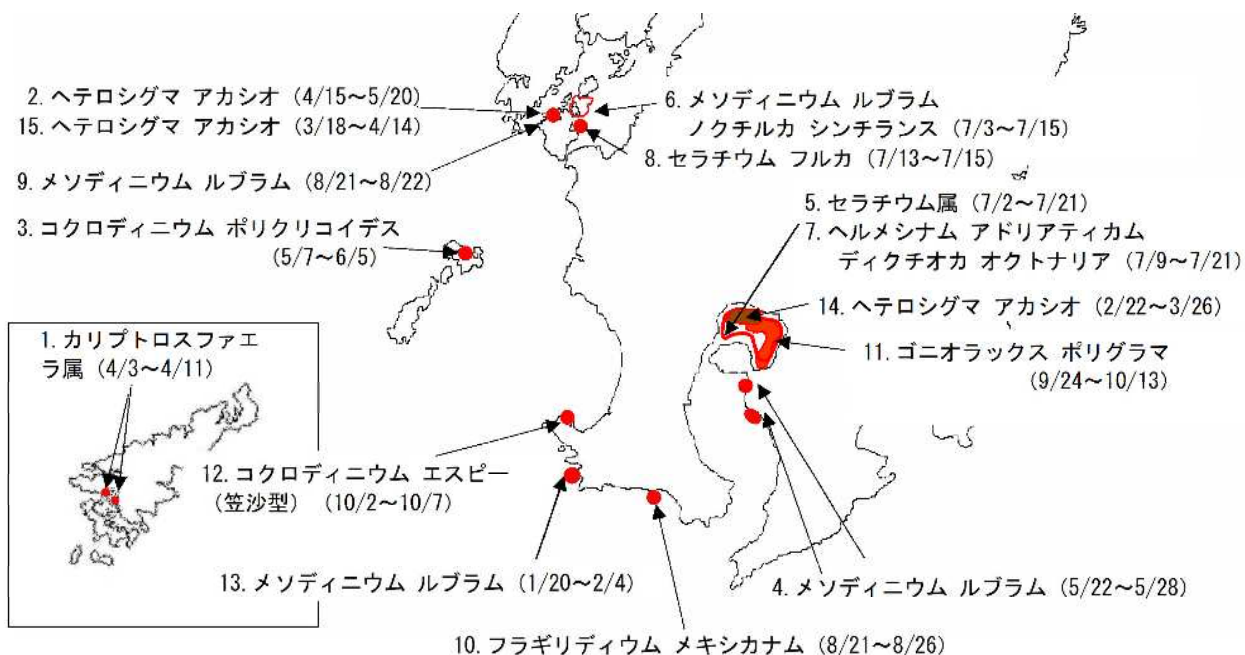 2. ヘテロシグマ アカシオ (4/15～5/20)
15. ヘテロシグマ アカシオ (3/18～4/14)
9. メソディニウム ルブラム (8/21～8/22)
3. コクロディニウム ポリクリコイデス
(5/7～6/5)
6. メソディニウム ルブラム
ノクチルカ シンチランス (7/3～7/15)
8. セラチウム フルカ (7/13～7/15)
5. セラチウム属 (7/2～7/21)
7. ヘルメシナム アドリアティカム
ディクチオカ オクトナリア (7/9～7/21)
14. ヘテロシグマ アカシオ (2/22～3/26)
11. ゴニオラックス ポリグラマ
(9/24～10/13)
1. カリプトロスファエ
ラ属 (4/3～4/11)
12. コクロディニウム エスピー
(笠沙型) (10/2～10/7)
13. メソディニウム ルブラム (1/20～2/4)
4. メソディニウム ルブラム (5/22～5/28)
10. フラギリディウム メキシカナム (8/21～8/26)